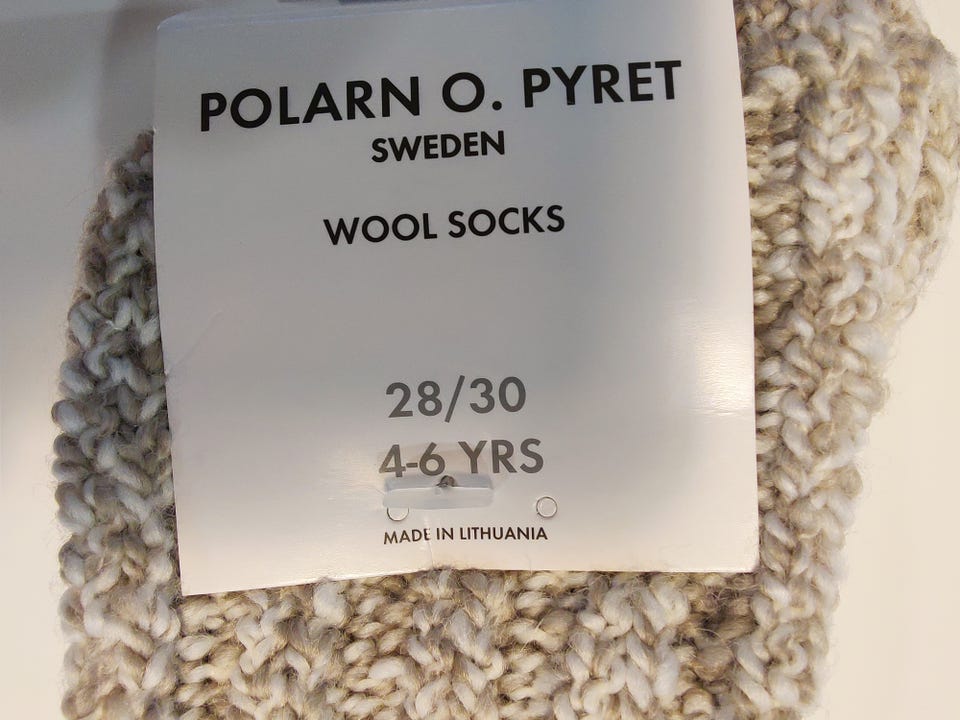 POLARN O. PYRET
SWEDEN
WOOL SOCKS
28/30
4-6 YRS
MADE IN LITHUANIA